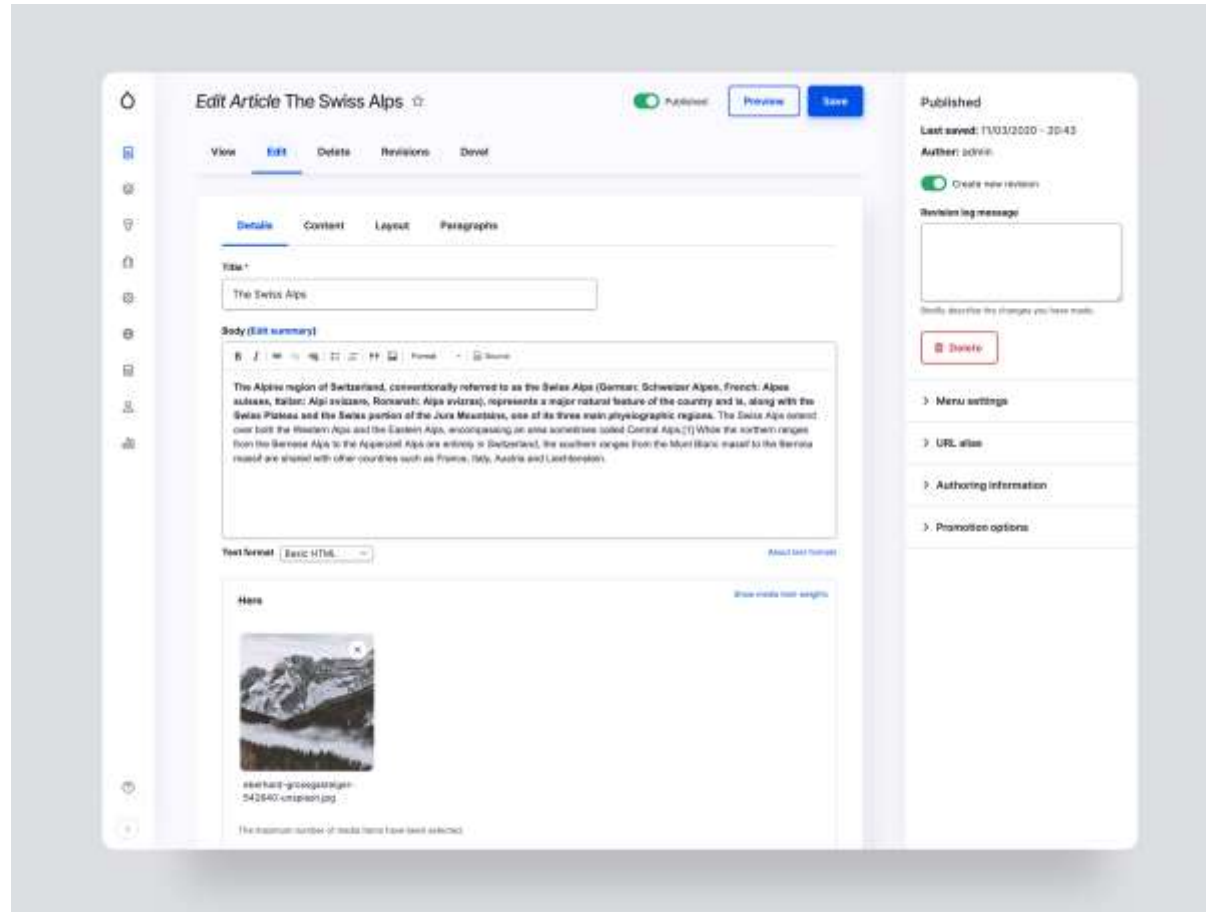 Edit Article The Swiss Alps
Published
Preview
Save
View Edit Delete Revisions Devel
Details Content Layout Paragraphs
Title *
The Swiss Alps
Body (Edit summary)
B I Format Source
The Alpine region of Switzerland, conventionally referred to as the Swiss Alps (German: Schweizer Alpen, French: Alpes
suisses, Italian: Alpi svizzere, Romansh: Alps svizras), represents a major natural feature of the country and is, along with the
Swiss Plateau and the Swiss portion of the Jura Mountains, one of its three main physiographic regions. The Swiss Alps extend
over both the Western Alps and the Eastern Alps, encompassing an area sometimes called Central Alps.[1] While the northern ranges
from the Bernese Alps to the Appenzell Alps are entirely in Switzerland, the southern ranges from the Mont Blanc massif to the Bernina
massif are shared with other countries such as France, Italy, Austria and Liechtenstein.
Text format Basic HTML
About text formats
Hero
Show media item weights
eberhard-grossgasteiger-
542640-unsplash.jpg
The maximum number of media items have been selected.
Published
Last saved: 11/03/2020 - 20:43
Author: admin
Create new revision
Revision log message
Briefly describe the changes you have made.
Delete
Menu settings
URL alias
Authoring information
Promotion options